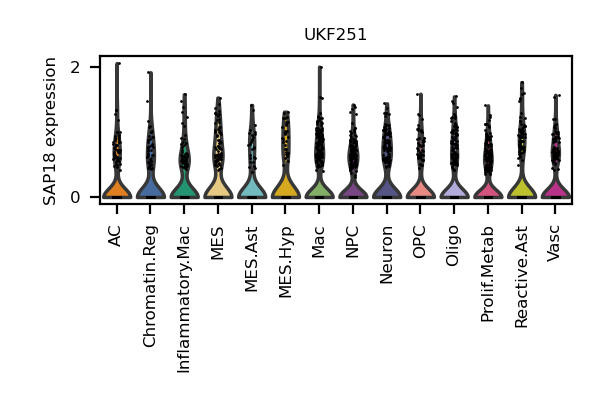 UKF251
SAP18 expression
2
0
AC
Chromatin.Reg
Inflammatory.Mac
MES
MES.Ast
MES.Hyp
Mac
NPC
Neuron
OPC
Oligo
Prolif.Metab
Reactive.Ast
Vasc